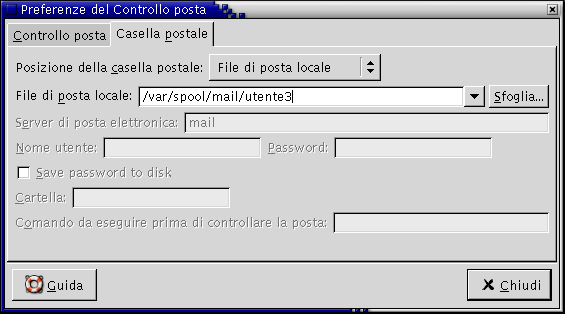 Preferenze del Controllo posta
Controllo posta Casella postale
Posizione della casella postale: File di posta locale
File di posta locale: /var/spool/mail/utente3 Sfoglia...
Server di posta elettronica: mail
Nome utente: Password:
Save password to disk
Cartella:
Comando da eseguire prima di controllare la posta:
Guida Chiudi